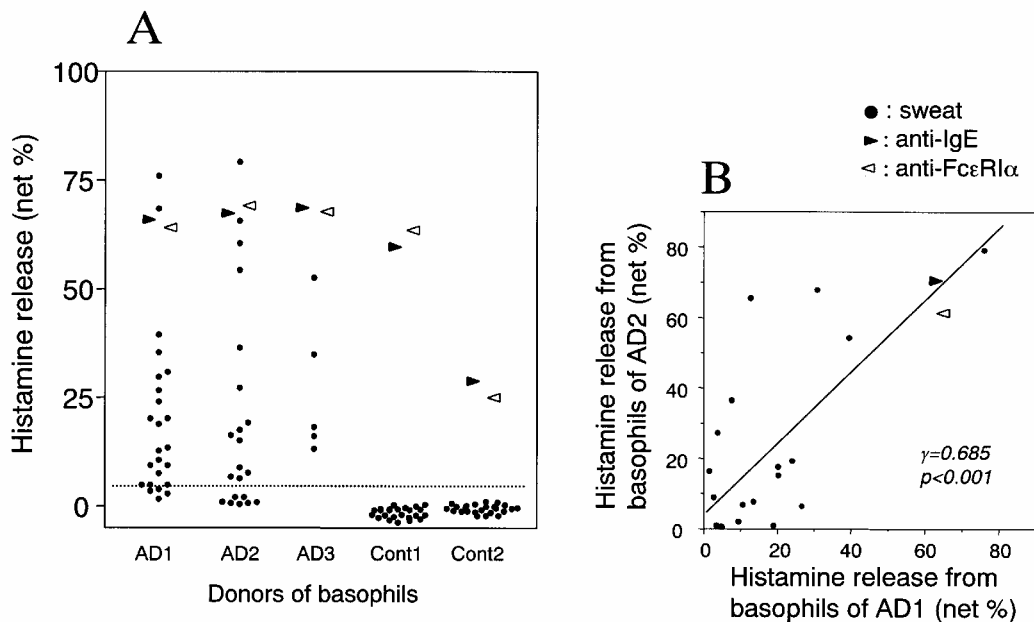 A
Histamine release (net %)
100
75
50
25
0
AD1 AD2 AD3 Cont1 Cont2
Donors of basophils
● : sweat
► : anti-IgE
◁ : anti-FcεRIα
B
Histamine release from
basophils of AD2 (net %)
80
60
40
20
0
γ=0.685
p<0.001
0 20 40 60 80
Histamine release from
basophils of AD1 (net %)